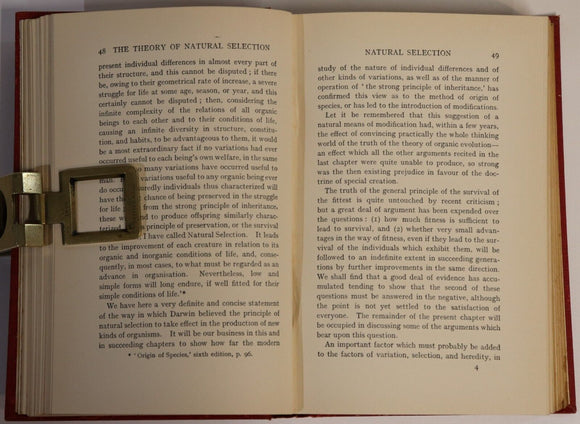 48 THE THEORY OF NATURAL SELECTION
present individual differences in almost every part of
their structure, and this cannot be disputed; if there
be, owing to their geometrical rate of increase, a severe
struggle for life at some age, season, or year, and this
certainly cannot be disputed; then, considering the
infinite complexity of the relations of all organic
beings to each other and to their conditions of life,
causing an infinite diversity in structure, constitu-
tion, and habits, to be advantageous to them, it would
be a most extraordinary fact if no variations had ever
occurred useful to each being's own welfare, in the same
so many variations have occurred useful to
man. variations useful to any organic being ever
do occur, assuredly individuals thus characterized will
have the chance of being preserved in the struggle
for life from the strong principle of inheritance,
these will to produce offspring similarly charac-
terized. principle of preservation, or the survival
of I have called Natural Selection. It leads
to the improvement of each creature in relation to its
organic and inorganic conditions of life, and, conse-
quently, in most cases, to what must be regarded as an
advance in organisation. Nevertheless, low and
simple forms will long endure, if well fitted for their
simple conditions of life."*
We have here a very definite and concise statement
of the way in which Darwin believed the principle of
natural selection to take effect in the production of new
kinds of organisms. It will be our business in this and
in succeeding chapters to show how far the modern
* 'Origin of Species,' sixth edition, p. 96.
NATURAL SELECTION 49
study of the nature of individual differences and of
other kinds of variations, as well as of the manner of
operation of 'the strong principle of inheritance,' has
confirmed this view as to the method of origin of
species, or has led to the introduction of modifications.
Let it be remembered that this suggestion of a
natural means of modification had, within a few years,
the effect of convincing practically the whole thinking
world of the truth of the theory of organic evolution—
an effect which all the other arguments recited in the
last chapter were quite unable to produce, so strong
was the then existing prejudice in favour of the doc-
trine of special creation.
The truth of the general principle of the survival of
the fittest is quite untouched by recent criticism;
but a great deal of argument has been expended over
the questions: (1) how much fitness is sufficient to
lead to survival, and (2) whether very small advan-
tages in the way of fitness, even if they lead to the sur-
vival of the individuals which exhibit them, will be
followed to an indefinite extent in succeeding genera-
tions by further improvements in the same direction.
We shall find that a good deal of evidence has accu-
mulated tending to show that the second of these
questions must be answered in the negative, although
the point is not yet settled to the satisfaction of
everyone. The remainder of the present chapter will
be occupied in discussing some of the arguments which
bear upon this question.
An important factor which must probably be added
to the factors of variation, selection, and heredity, in
4